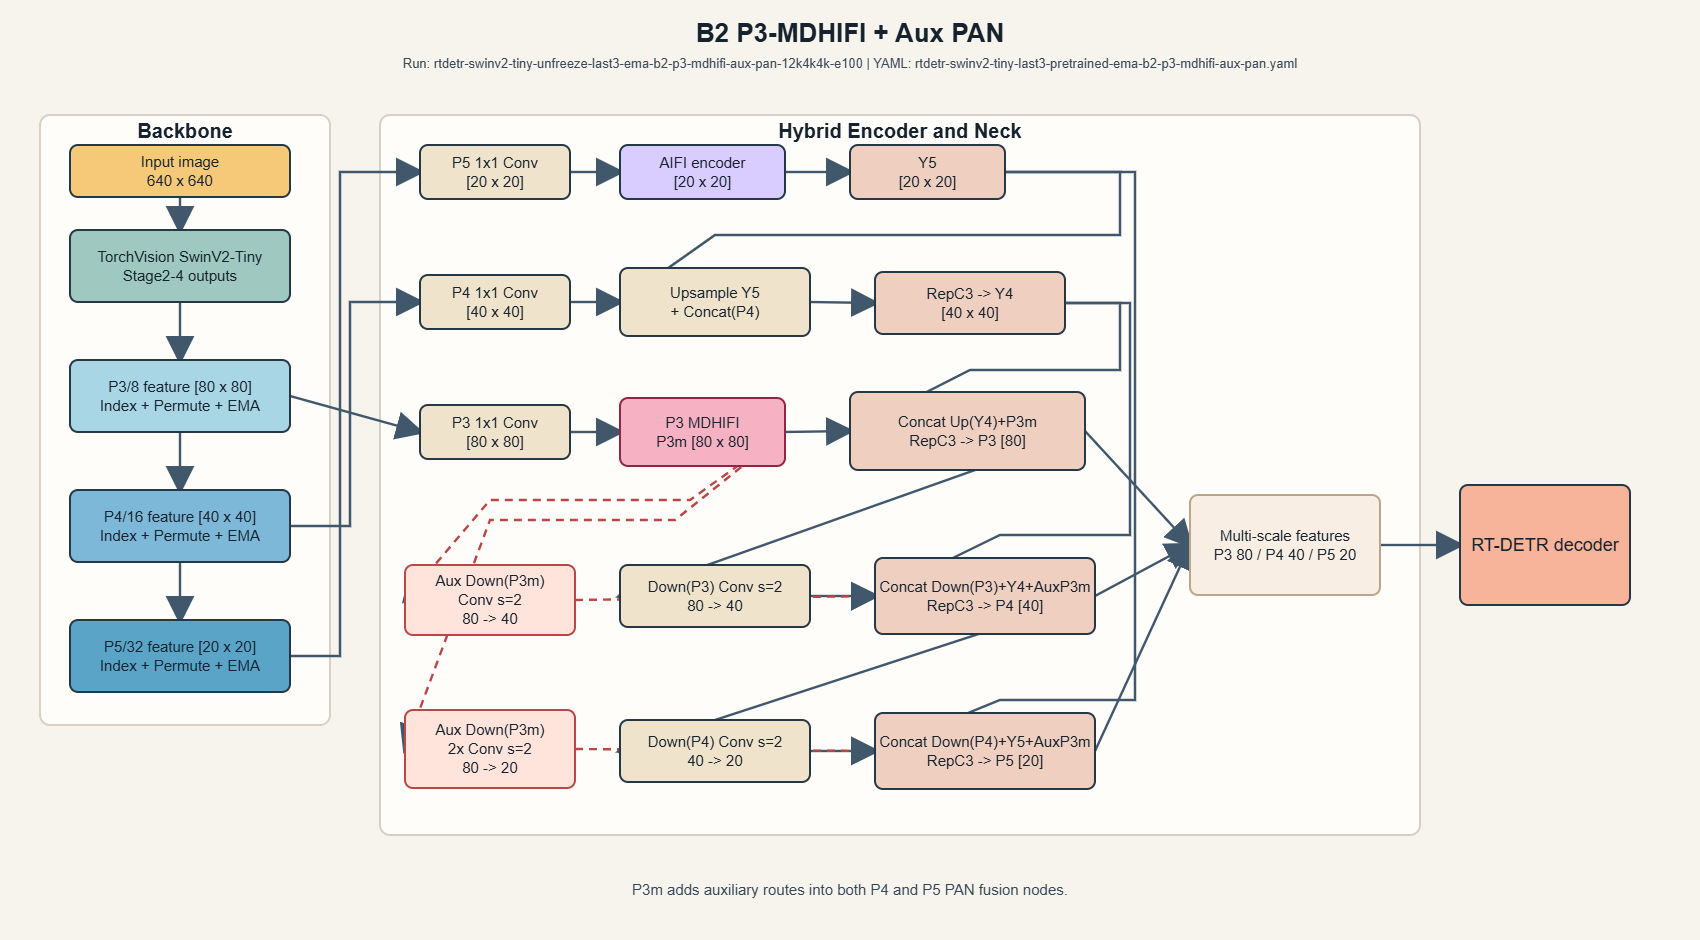 B2 P3-MDHIFI + Aux PAN
Run: rtdetr-swinv2-tiny-unfreeze-last3-ema-b2-p3-mdhifi-aux-pan-12k4k4k-e100 | YAML: rtdetr-swinv2-tiny-last3-pretrained-ema-b2-p3-mdhifi-aux-pan.yaml
Backbone
Input image
640 x 640
TorchVision SwinV2-Tiny
Stage2-4 outputs
P3/8 feature [80 x 80]
Index + Permute + EMA
P4/16 feature [40 x 40]
Index + Permute + EMA
P5/32 feature [20 x 20]
Index + Permute + EMA
Hybrid Encoder and Neck
P5 1x1 Conv
[20 x 20]
AIFI encoder
[20 x 20]
Y5
[20 x 20]
P4 1x1 Conv
[40 x 40]
Upsample Y5
+ Concat(P4)
RepC3 -> Y4
[40 x 40]
P3 1x1 Conv
[80 x 80]
P3 MDHIFI
P3m [80 x 80]
Concat Up(Y4)+P3m
RepC3 -> P3 [80]
Aux Down(P3m)
Conv s=2
80 -> 40
Down(P3) Conv s=2
80 -> 40
Concat Down(P3)+Y4+AuxP3m
RepC3 -> P4 [40]
Aux Down(P3m)
2x Conv s=2
80 -> 20
Down(P4) Conv s=2
40 -> 20
Concat Down(P4)+Y5+AuxP3m
RepC3 -> P5 [20]
Multi-scale features
P3 80 / P4 40 / P5 20
RT-DETR decoder
P3m adds auxiliary routes into both P4 and P5 PAN fusion nodes.